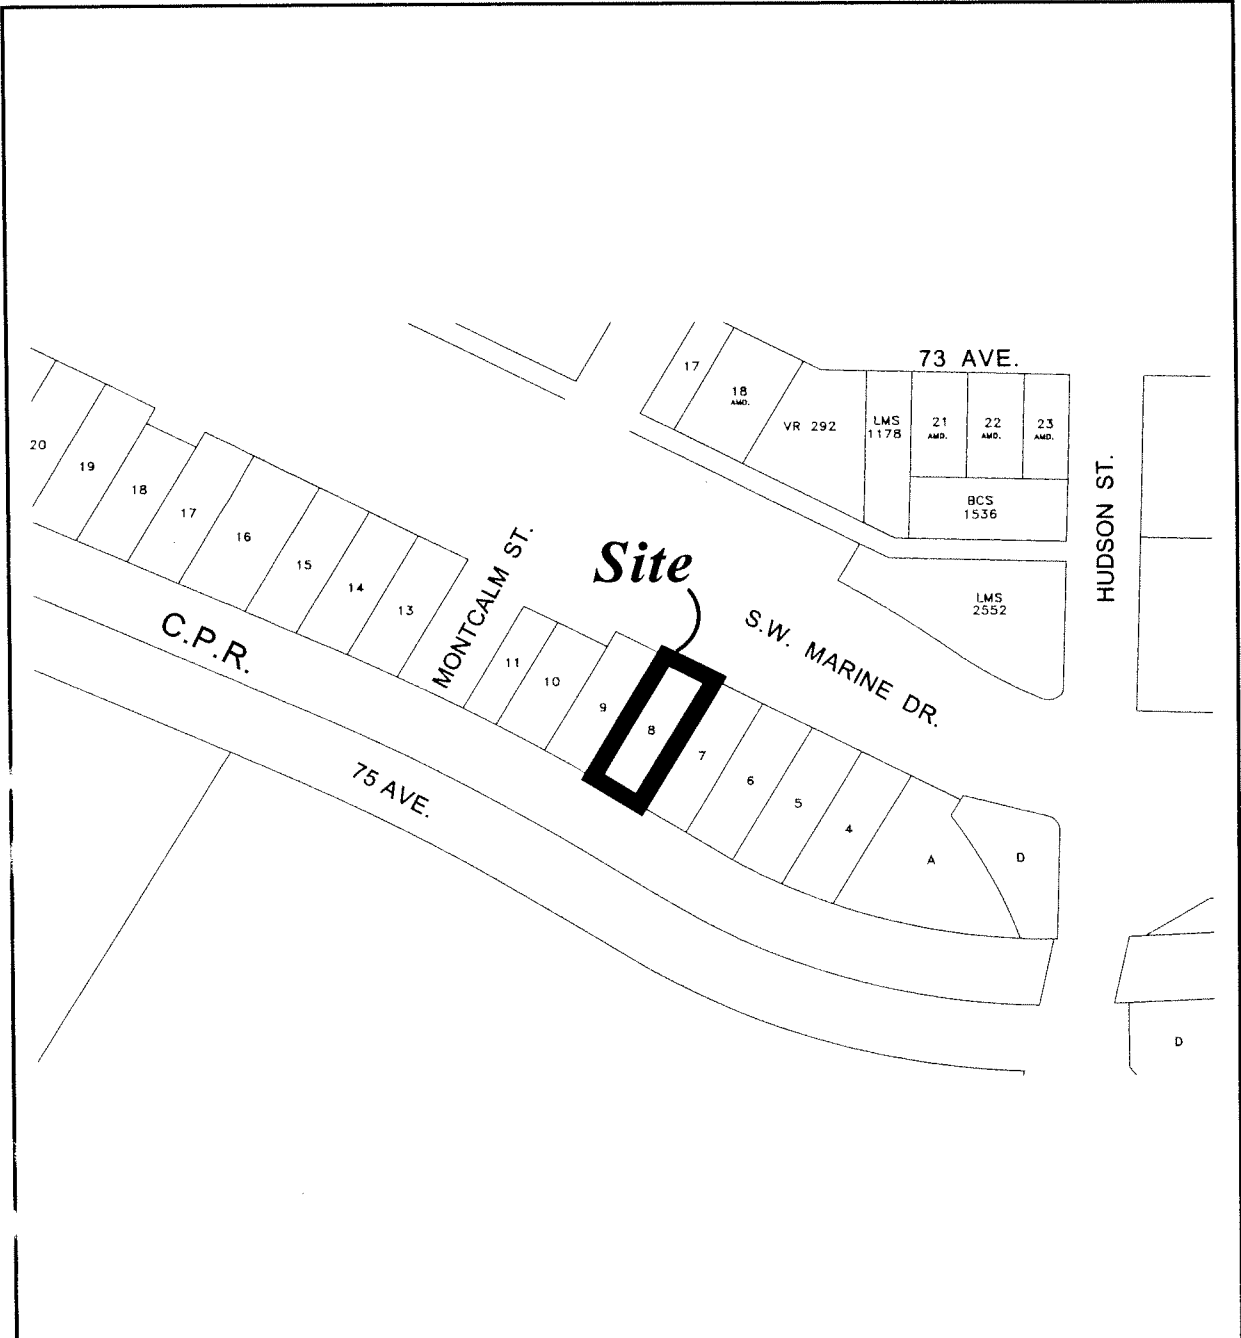 73 AVE.
17
18
AMD.
VR 292
LMS
1178
21
AMD.
22
AMD.
23
AMD.
BCS
1536
HUDSON ST.
LMS
2552
20
19
18
17
16
15
14
13
MONTCALM ST.
Site
S.W. MARINE DR.
C.P.R.
11
10
9
8
7
6
5
4
A
D
75 AVE.
D